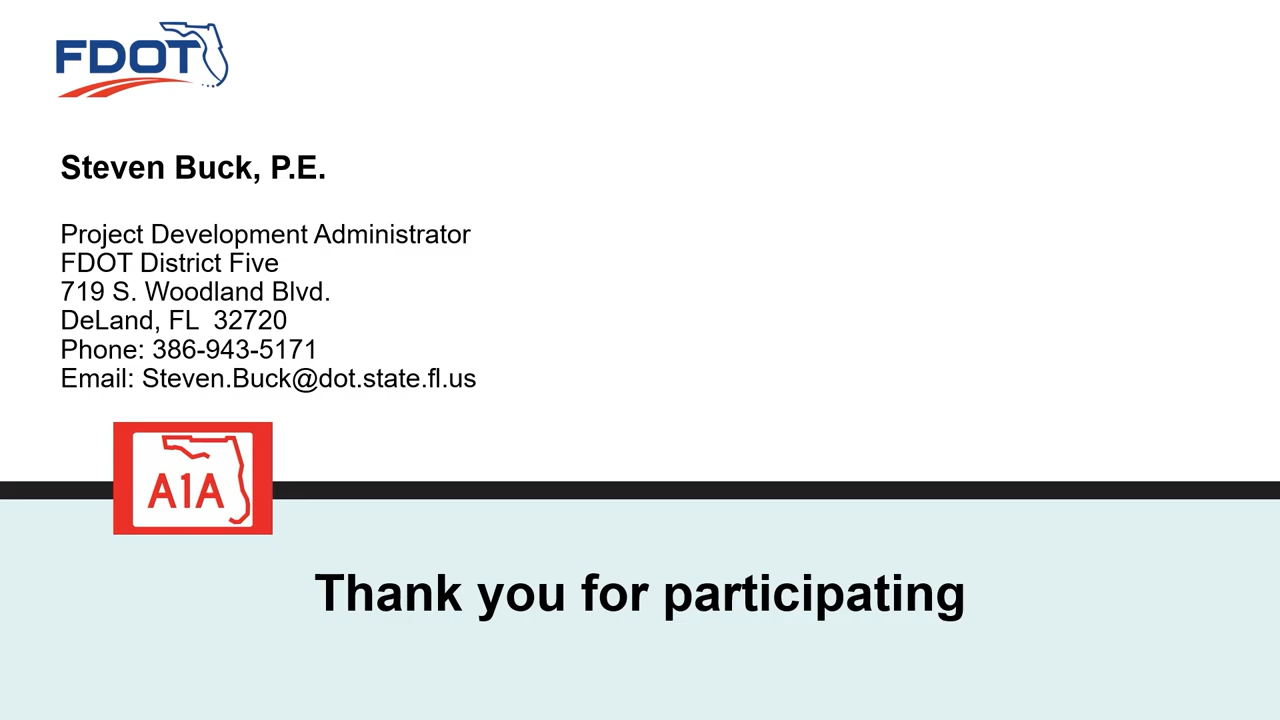 FDOT
Steven Buck, P.E.
Project Development Administrator
FDOT District Five
719 S. Woodland Blvd.
DeLand, FL  32720
Phone: 386-943-5171
Email: Steven.Buck@dot.state.fl.us
A1A
Thank you for participating